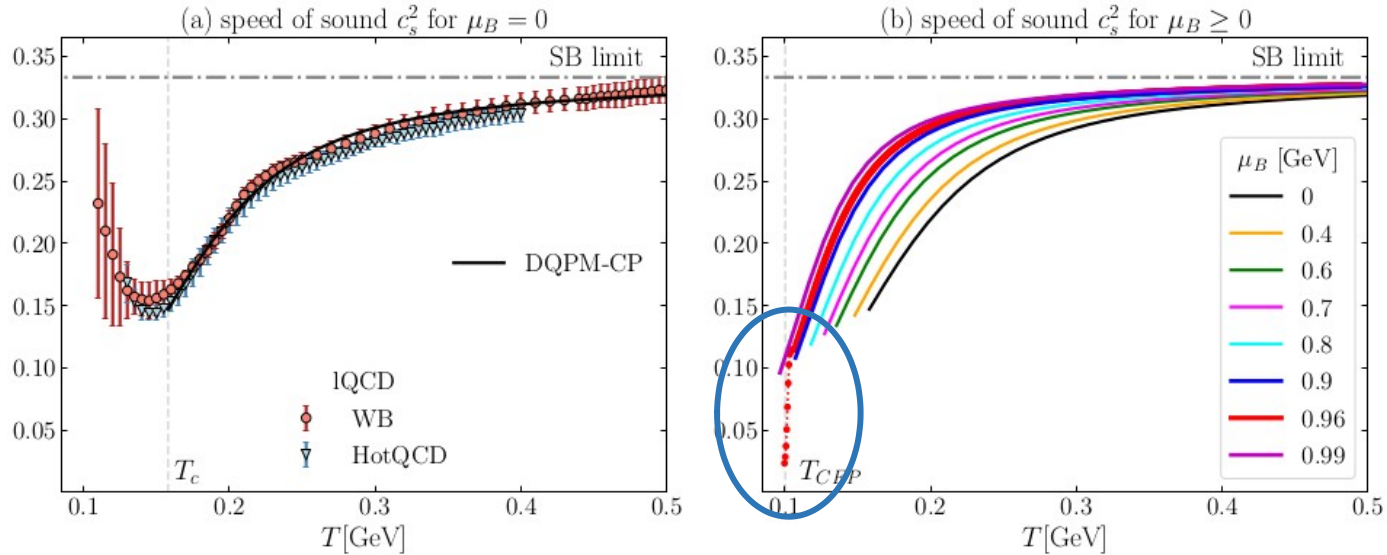 (a) speed of sound c_s^2 for μ_B = 0
0.35
0.30
0.25
0.20
0.15
0.10
0.05
SB limit
DQPM-CP
lQCD
WB
HotQCD
T_c
0.1
0.2
0.3
0.4
0.5
T[GeV]
(b) speed of sound c_s^2 for μ_B ≥ 0
0.35
0.30
0.25
0.20
0.15
0.10
0.05
SB limit
μ_B [GeV]
0
0.4
0.6
0.7
0.8
0.9
0.96
0.99
T_CEP
0.1
0.2
0.3
0.4
0.5
T[GeV]